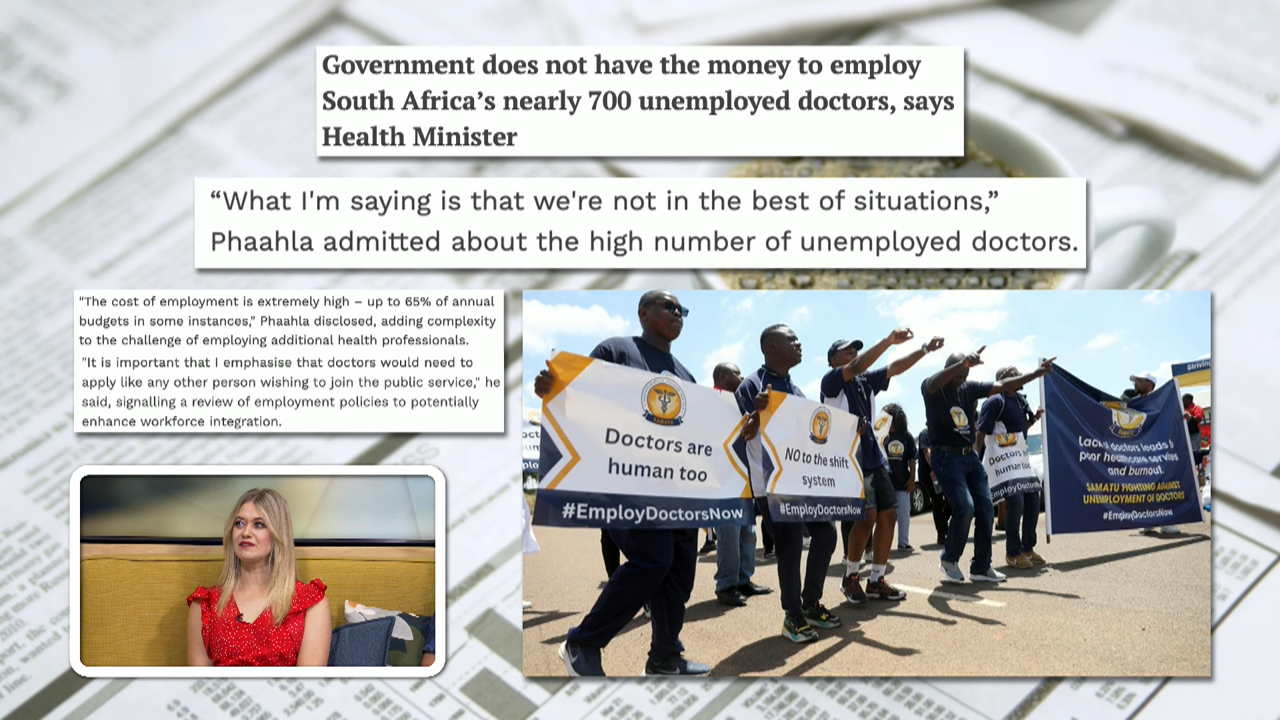 Government does not have the money to employ
South Africa’s nearly 700 unemployed doctors, says
Health Minister
“What I'm saying is that we're not in the best of situations,”
Phaahla admitted about the high number of unemployed doctors.
"The cost of employment is extremely high – up to 65% of annual
budgets in some instances," Phaahla disclosed, adding complexity
to the challenge of employing additional health professionals.
"It is important that I emphasise that doctors would need to
apply like any other person wishing to join the public service," he
said, signalling a review of employment policies to potentially
enhance workforce integration.
Doctors are
human too
#EmployDoctorsNow
NO to the shift
system
#EmployDoctorsNow
Doctors are
human too
Lack of doctors leads to
poor healthcare services
and burnout.
SAMATU FIGHTING AGAINST
UNEMPLOYMENT OF DOCTORS
#EmployDoctorsNow
Striving